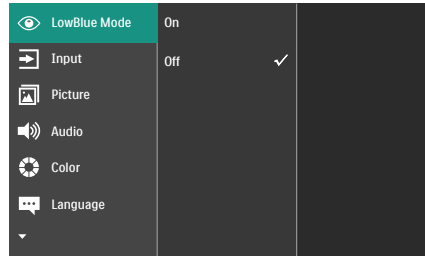 LowBlue Mode
On
Off
Input
Picture
Audio
Color
Language